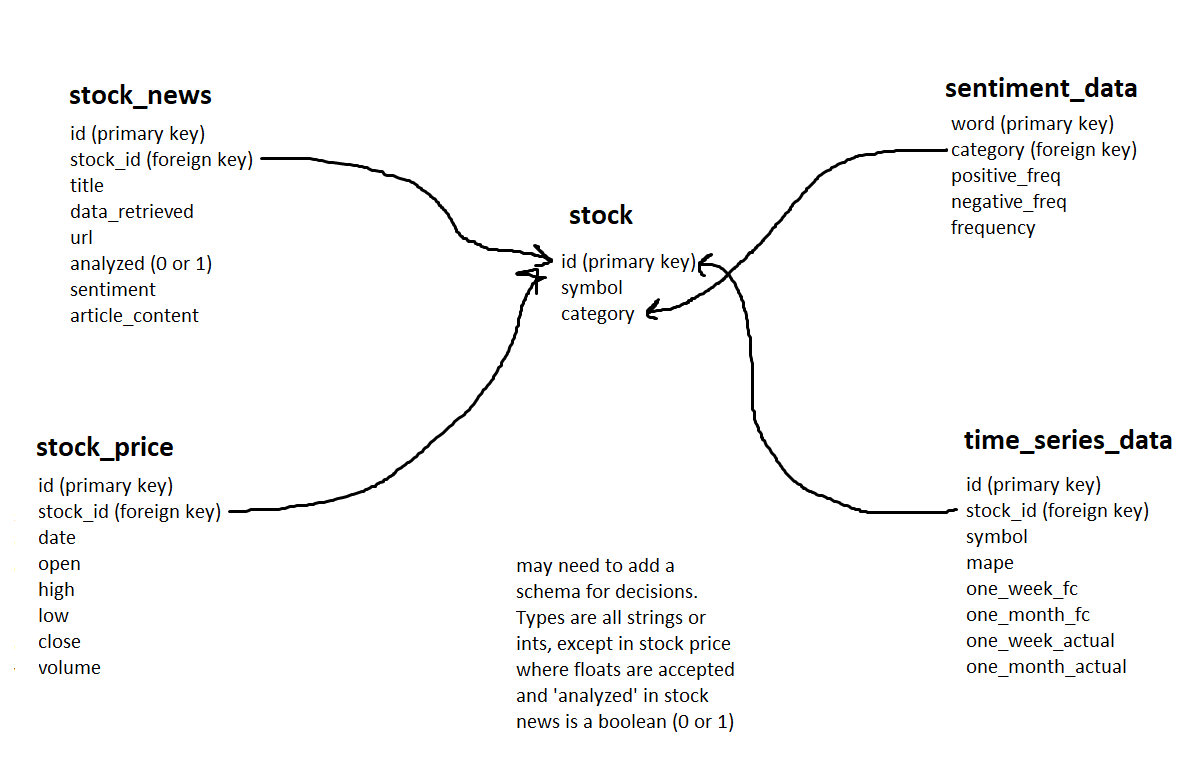 stock_news
id (primary key)
stock_id (foreign key)
title
data_retrieved
url
analyzed (0 or 1)
sentiment
article_content
sentiment_data
word (primary key)
category (foreign key)
positive_freq
negative_freq
frequency
stock
id (primary key)
symbol
category
stock_price
id (primary key)
stock_id (foreign key)
date
open
high
low
close
volume
may need to add a
schema for decisions.
Types are all strings or
ints, except in stock price
where floats are accepted
and 'analyzed' in stock
news is a boolean (0 or 1)
time_series_data
id (primary key)
stock_id (foreign key)
symbol
mape
one_week_fc
one_month_fc
one_week_actual
one_month_actual